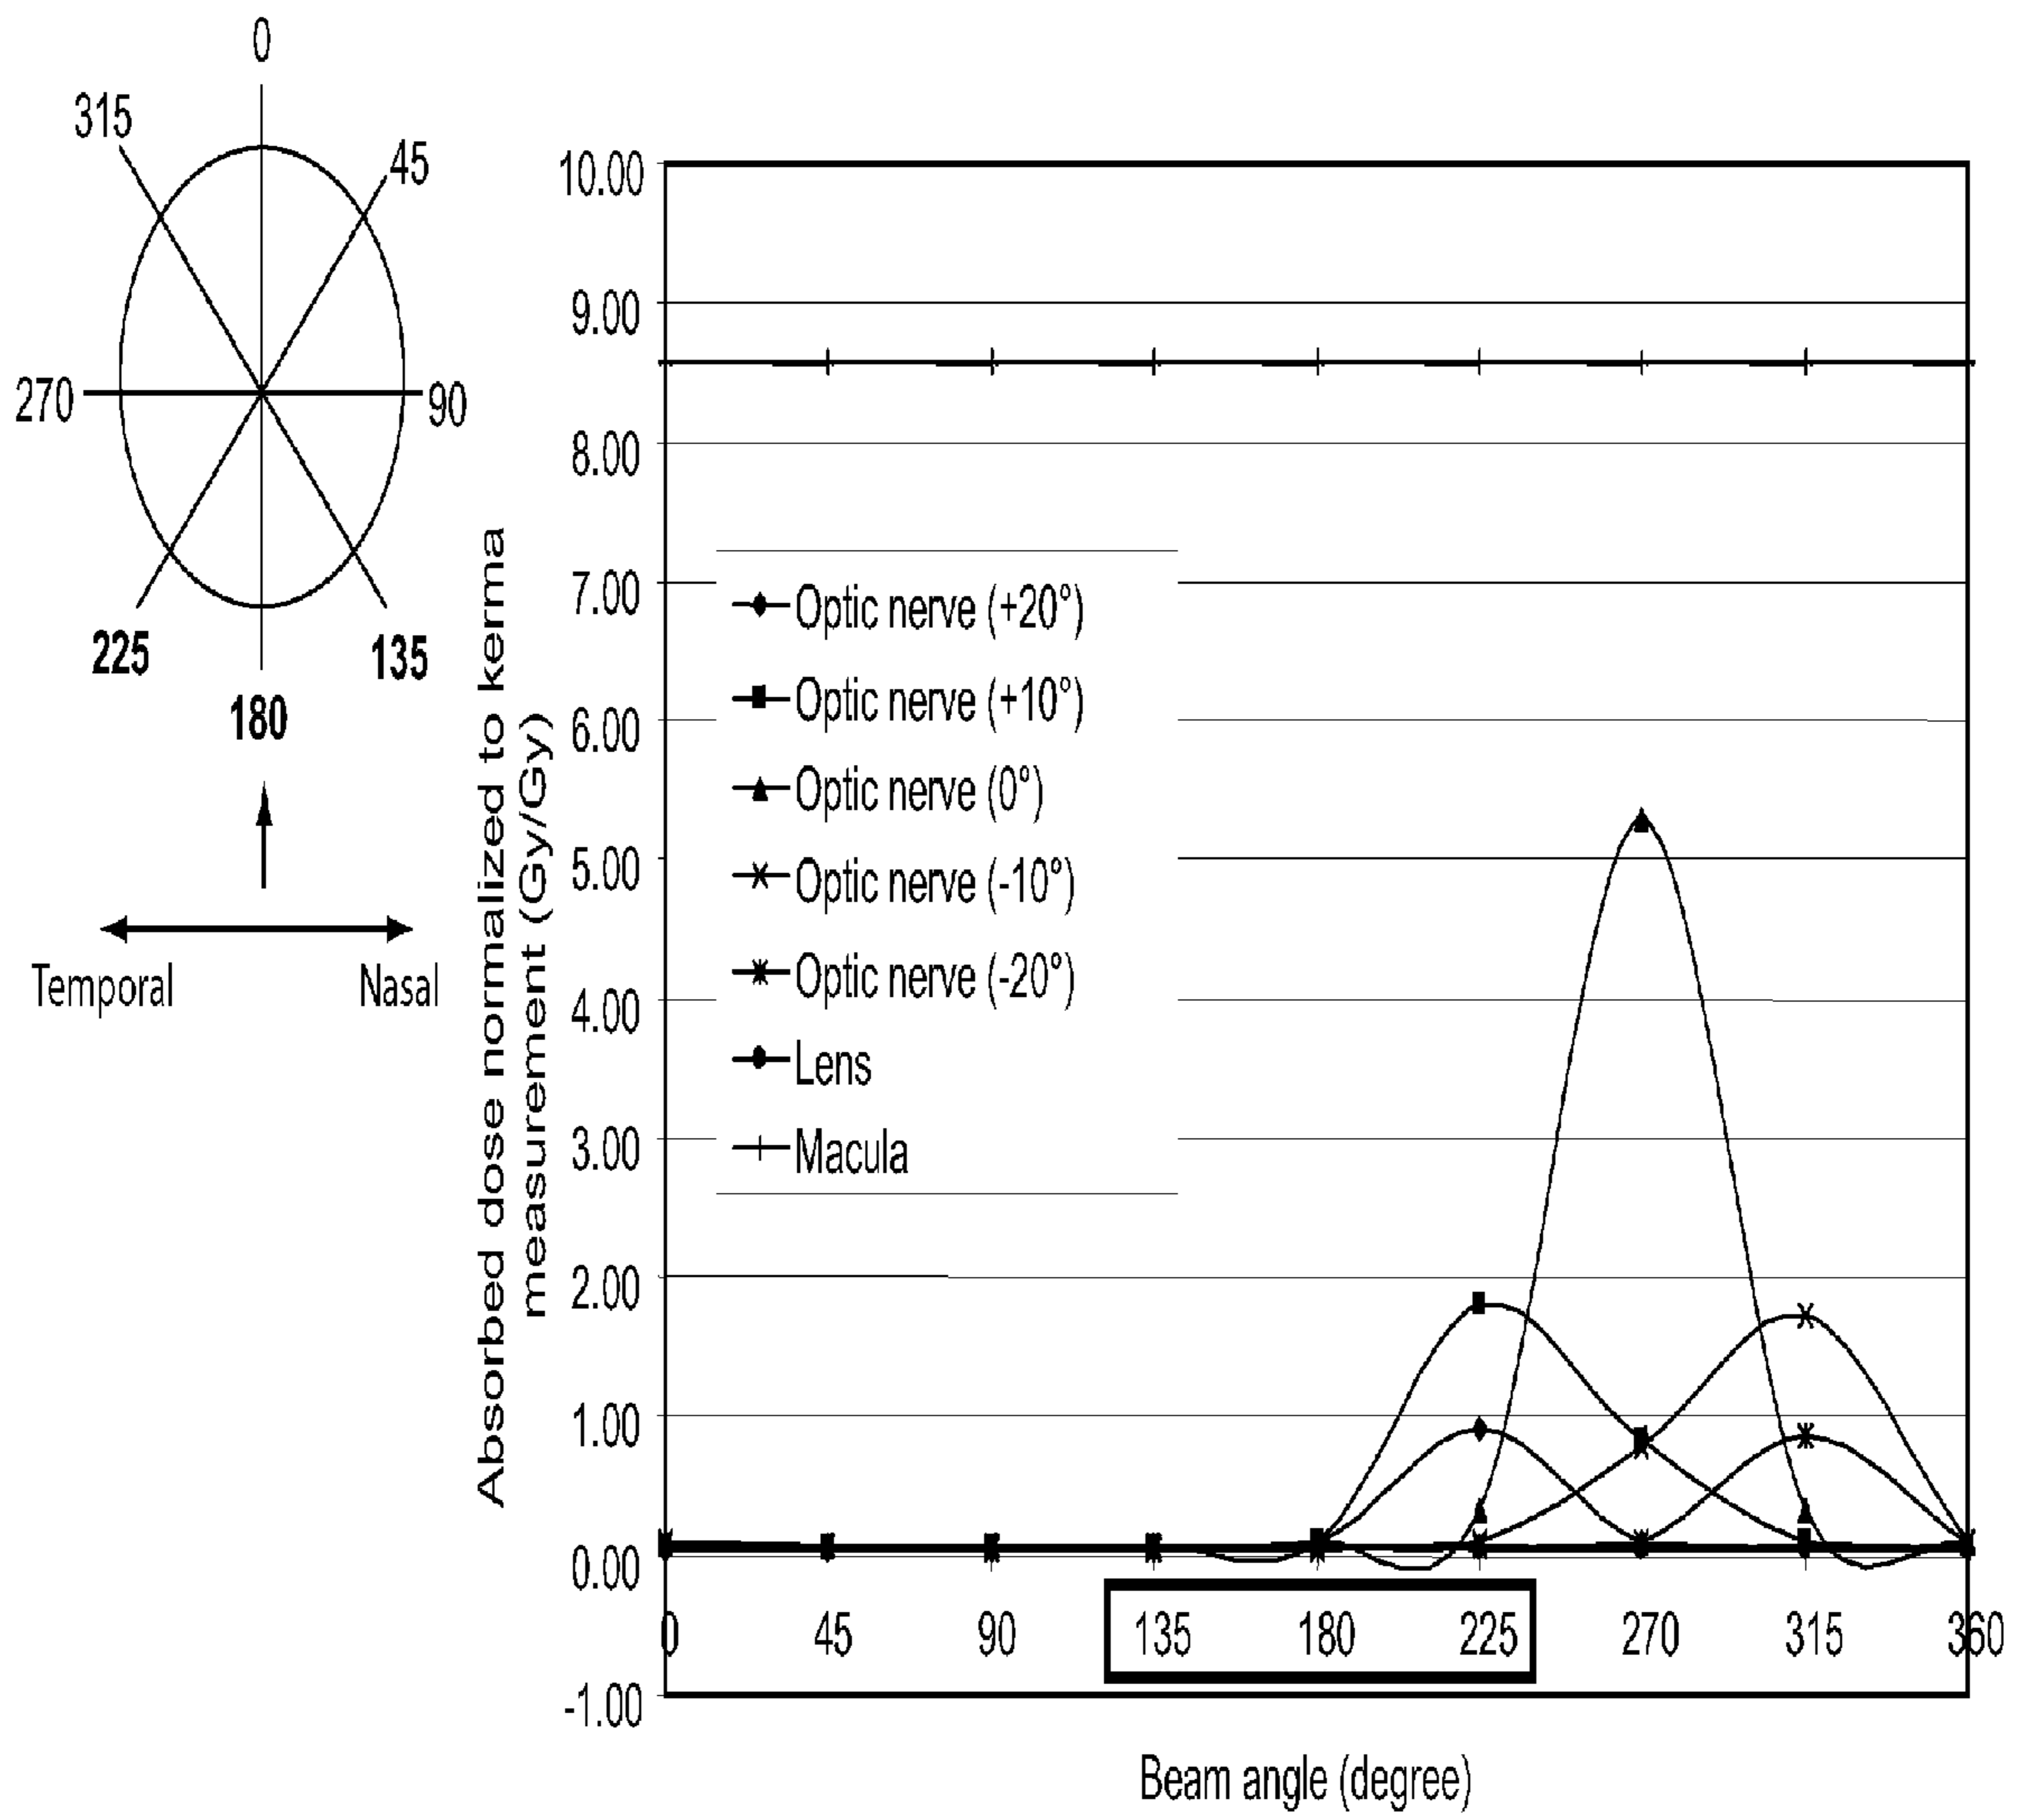 0
315
45
270
90
225
135
180
Temporal
Nasal
Absorbed dose normalized to kerma
measurement (Gy/Gy)
10.00
9.00
8.00
7.00
6.00
5.00
4.00
3.00
2.00
1.00
0.00
-1.00
Optic nerve (+20°)
Optic nerve (+10°)
Optic nerve (0°)
Optic nerve (-10°)
Optic nerve (-20°)
Lens
Macula
0 45 90 135 180 225 270 315 360
Beam angle (degree)